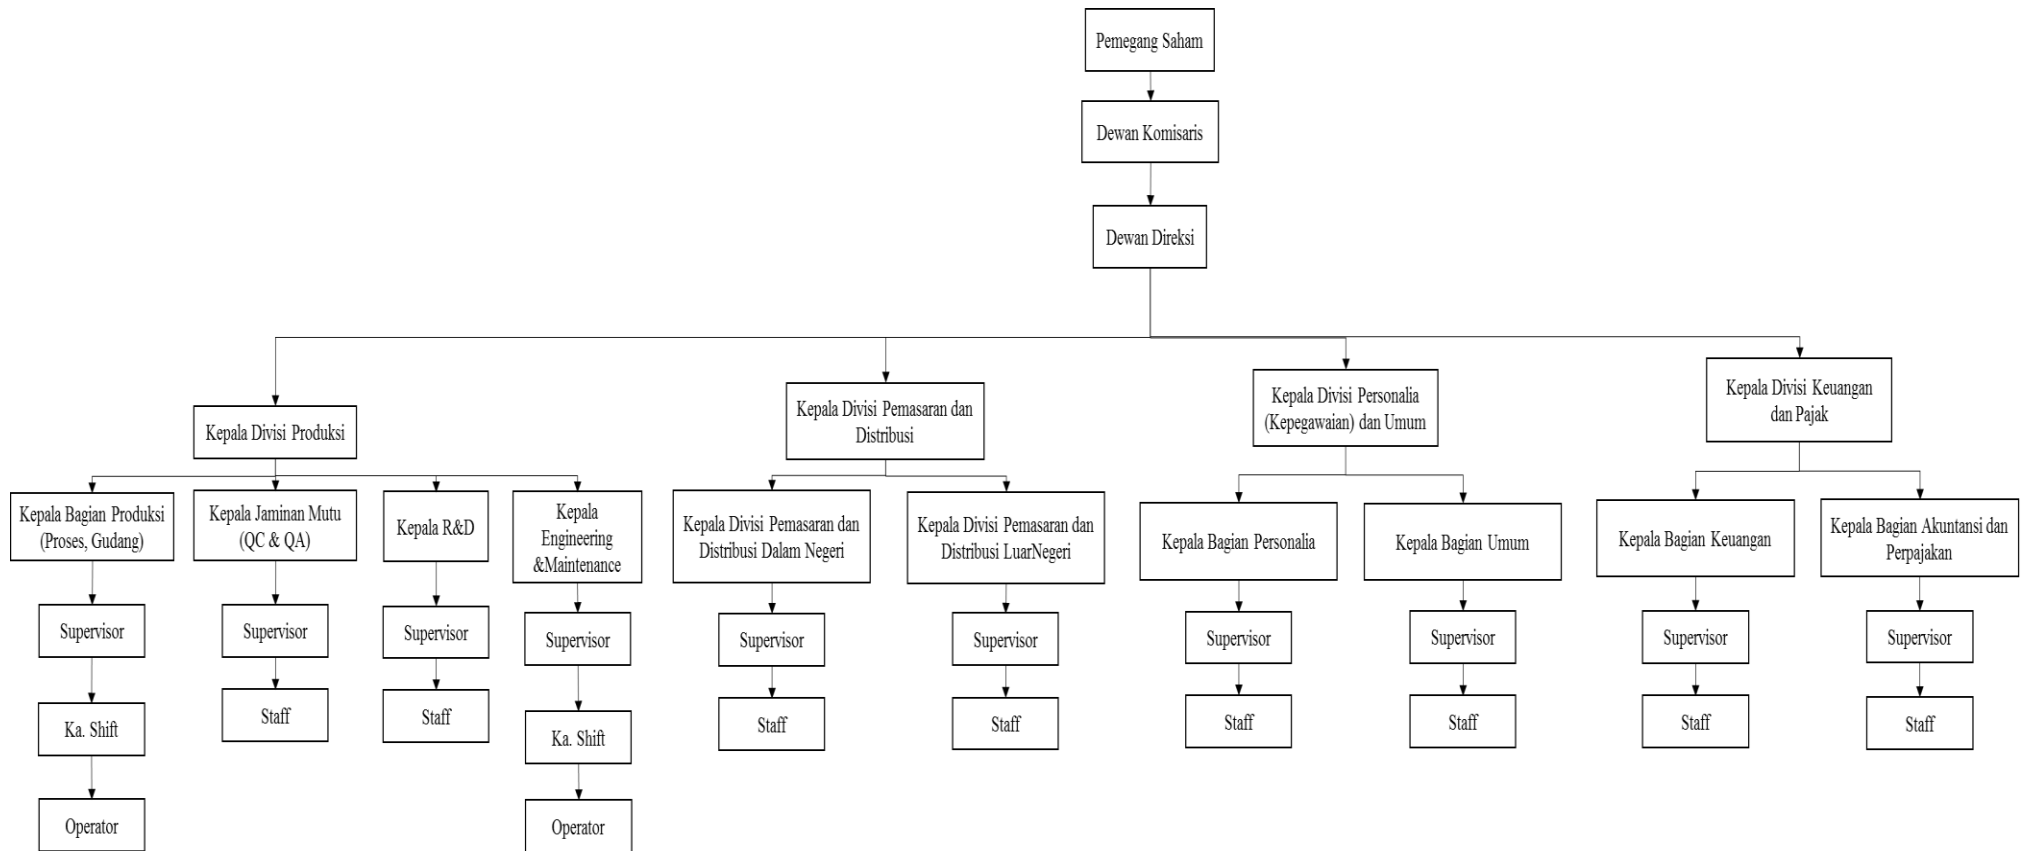 Pemegang Saham
Dewan Komisaris
Dewan Direksi
Kepala Divisi Produksi
Kepala Divisi Pemasaran dan
Distribusi
Kepala Divisi Personalia
(Kepegawaian) dan Umum
Kepala Divisi Keuangan
dan Pajak
Kepala Bagian Produksi
(Proses, Gudang)
Kepala Jaminan Mutu
(QC & QA)
Kepala R&D
Kepala
Engineering
&Maintenance
Kepala Divisi Pemasaran dan
Distribusi Dalam Negeri
Kepala Divisi Pemasaran dan
Distribusi LuarNegeri
Kepala Bagian Personalia
Kepala Bagian Umum
Kepala Bagian Keuangan
Kepala Bagian Akuntansi dan
Perpajakan
Supervisor
Supervisor
Supervisor
Supervisor
Supervisor
Supervisor
Supervisor
Supervisor
Supervisor
Supervisor
Ka. Shift
Staff
Staff
Ka. Shift
Staff
Staff
Staff
Staff
Staff
Staff
Operator
Operator